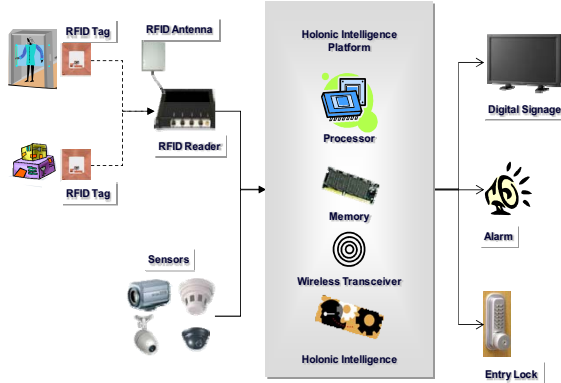 RFID Tag
RFID Antenna
RFID Reader
RFID Tag
Sensors
Holonic Intelligence
Platform
Processor
Memory
Wireless Transceiver
Holonic Intelligence
Digital Signage
Alarm
Entry Lock